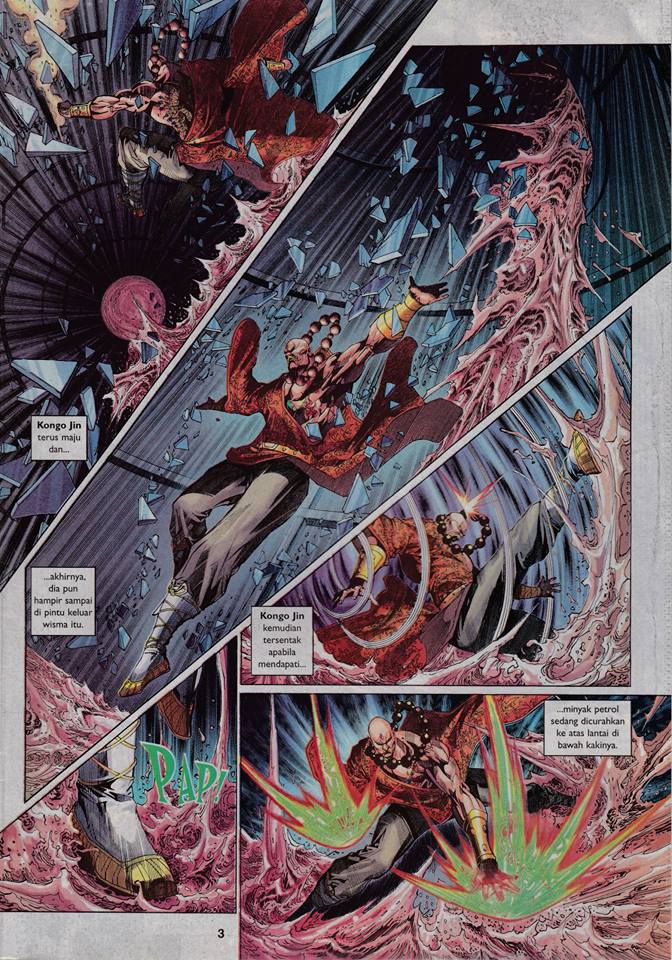 Kongo Jin
terus maju
dan...
...akhirnya,
dia pun
hampir sampai
di pintu keluar
wisma itu.
Kongo Jin
kemudian
tersentak
apabila
mendapati...
PAP!
...minyak petrol
sedang dicurahkan
ke atas lantai di
bawah kakinya.
3